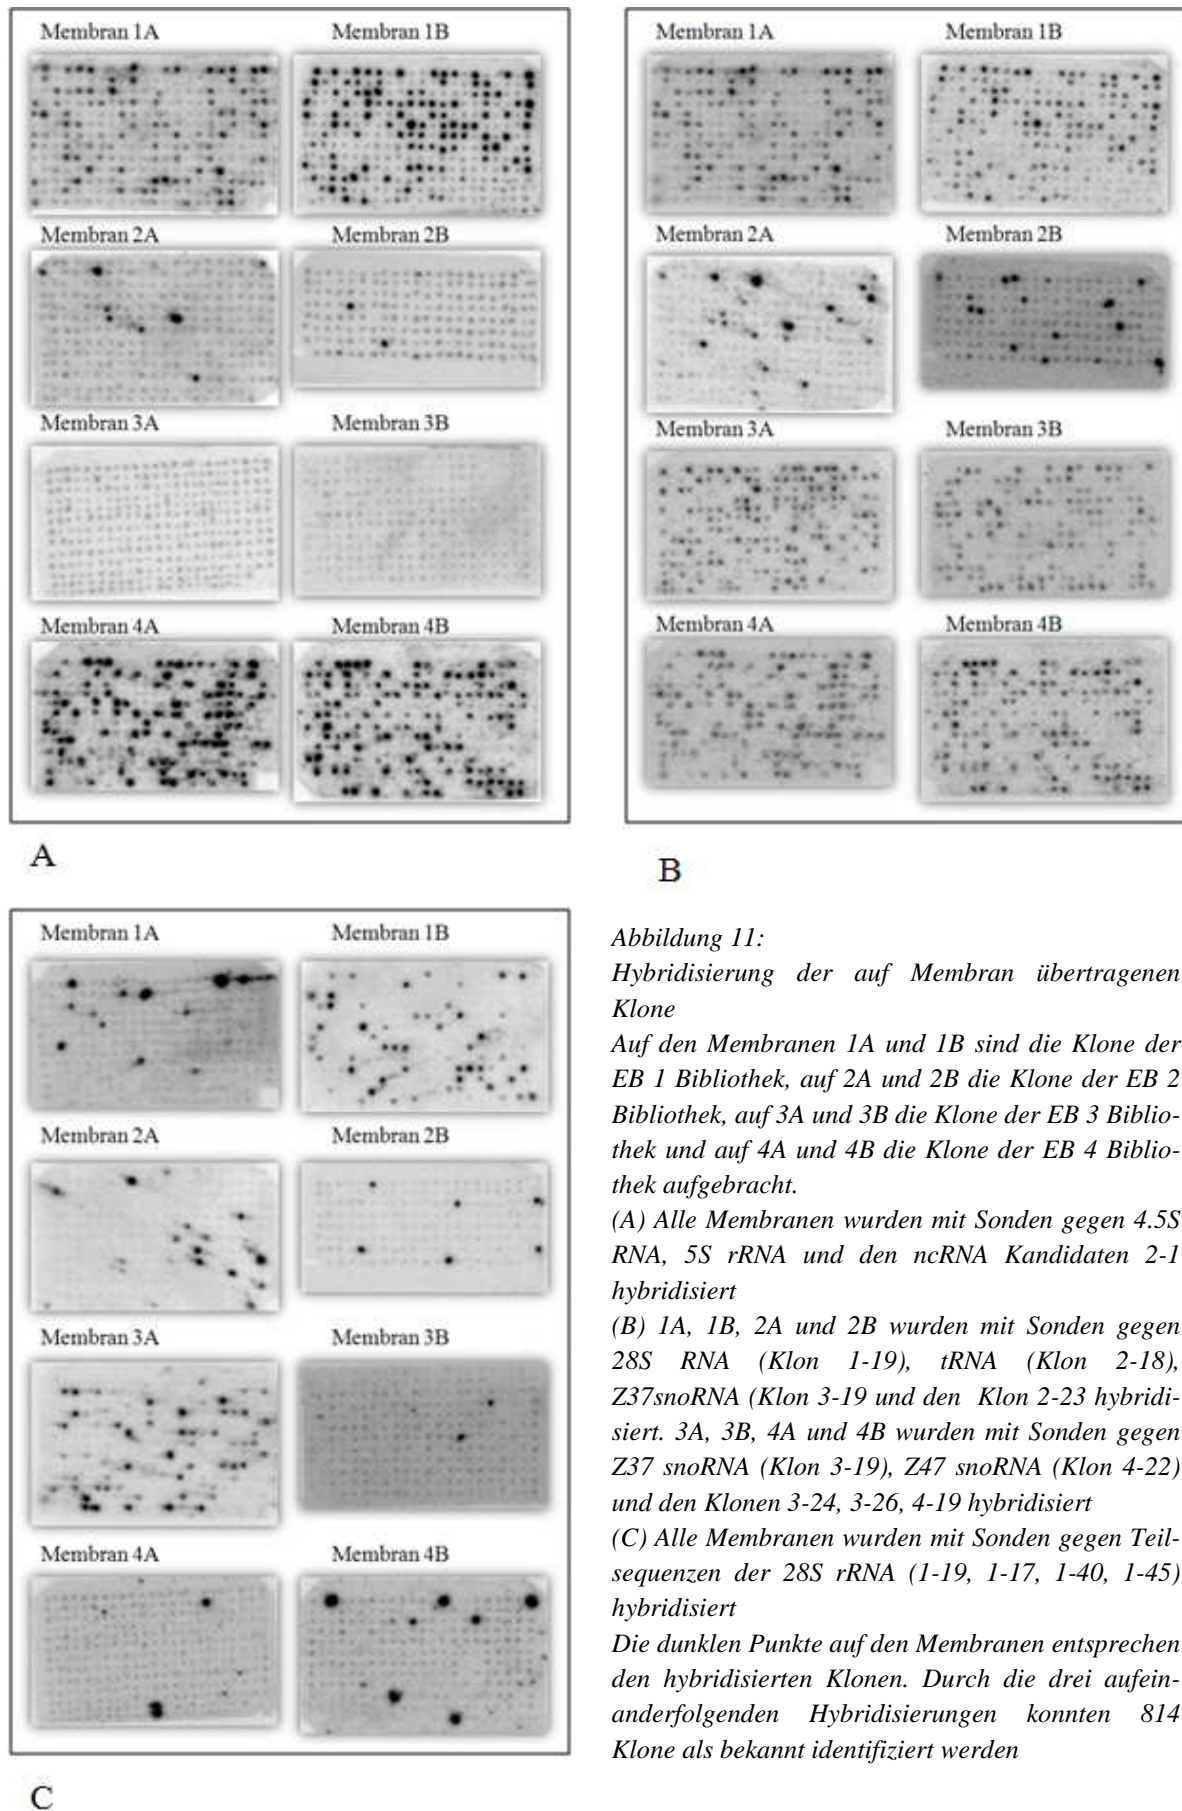 Membran 1A
Membran 1B
Membran 2A
Membran 2B
Membran 3A
Membran 3B
Membran 4A
Membran 4B
A
Membran 1A
Membran 1B
Membran 2A
Membran 2B
Membran 3A
Membran 3B
Membran 4A
Membran 4B
B
Membran 1A
Membran 1B
Membran 2A
Membran 2B
Membran 3A
Membran 3B
Membran 4A
Membran 4B
C
Abbildung 11:
Hybridisierung der auf Membran übertragenen
Klone
Auf den Membranen 1A und 1B sind die Klone der
EB 1 Bibliothek, auf 2A und 2B die Klone der EB 2
Bibliothek, auf 3A und 3B die Klone der EB 3 Biblio-
thek und auf 4A und 4B die Klone der EB 4 Biblio-
thek aufgebracht.
(A) Alle Membranen wurden mit Sonden gegen 4.5S
RNA, 5S rRNA und den ncRNA Kandidaten 2-1
hybridisiert
(B) 1A, 1B, 2A und 2B wurden mit Sonden gegen
28S RNA (Klon 1-19), tRNA (Klon 2-18),
Z37snoRNA (Klon 3-19 und den Klon 2-23 hybridi-
siert. 3A, 3B, 4A und 4B wurden mit Sonden gegen
Z37 snoRNA (Klon 3-19), Z47 snoRNA (Klon 4-22)
und den Klonen 3-24, 3-26, 4-19 hybridisiert
(C) Alle Membranen wurden mit Sonden gegen Teil-
sequenzen der 28S rRNA (1-19, 1-17, 1-40, 1-45)
hybridisiert
Die dunklen Punkte auf den Membranen entsprechen
den hybridisierten Klonen. Durch die drei aufein-
anderfolgenden Hybridisierungen konnten 814
Klone als bekannt identifiziert werden